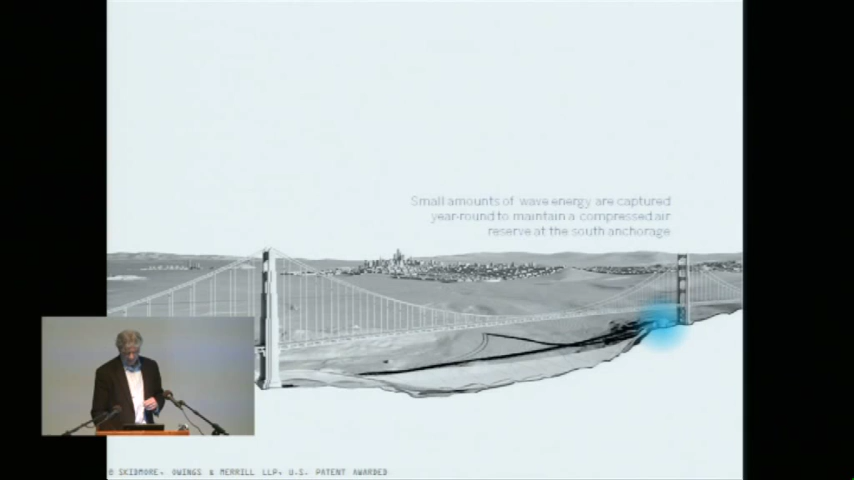 Small amounts of wave energy are captured
year-round to maintain a compressed air
reserve at the south anchorage
© SKIDMORE, OWINGS & MERRILL LLP, U.S. PATENT AWARDED